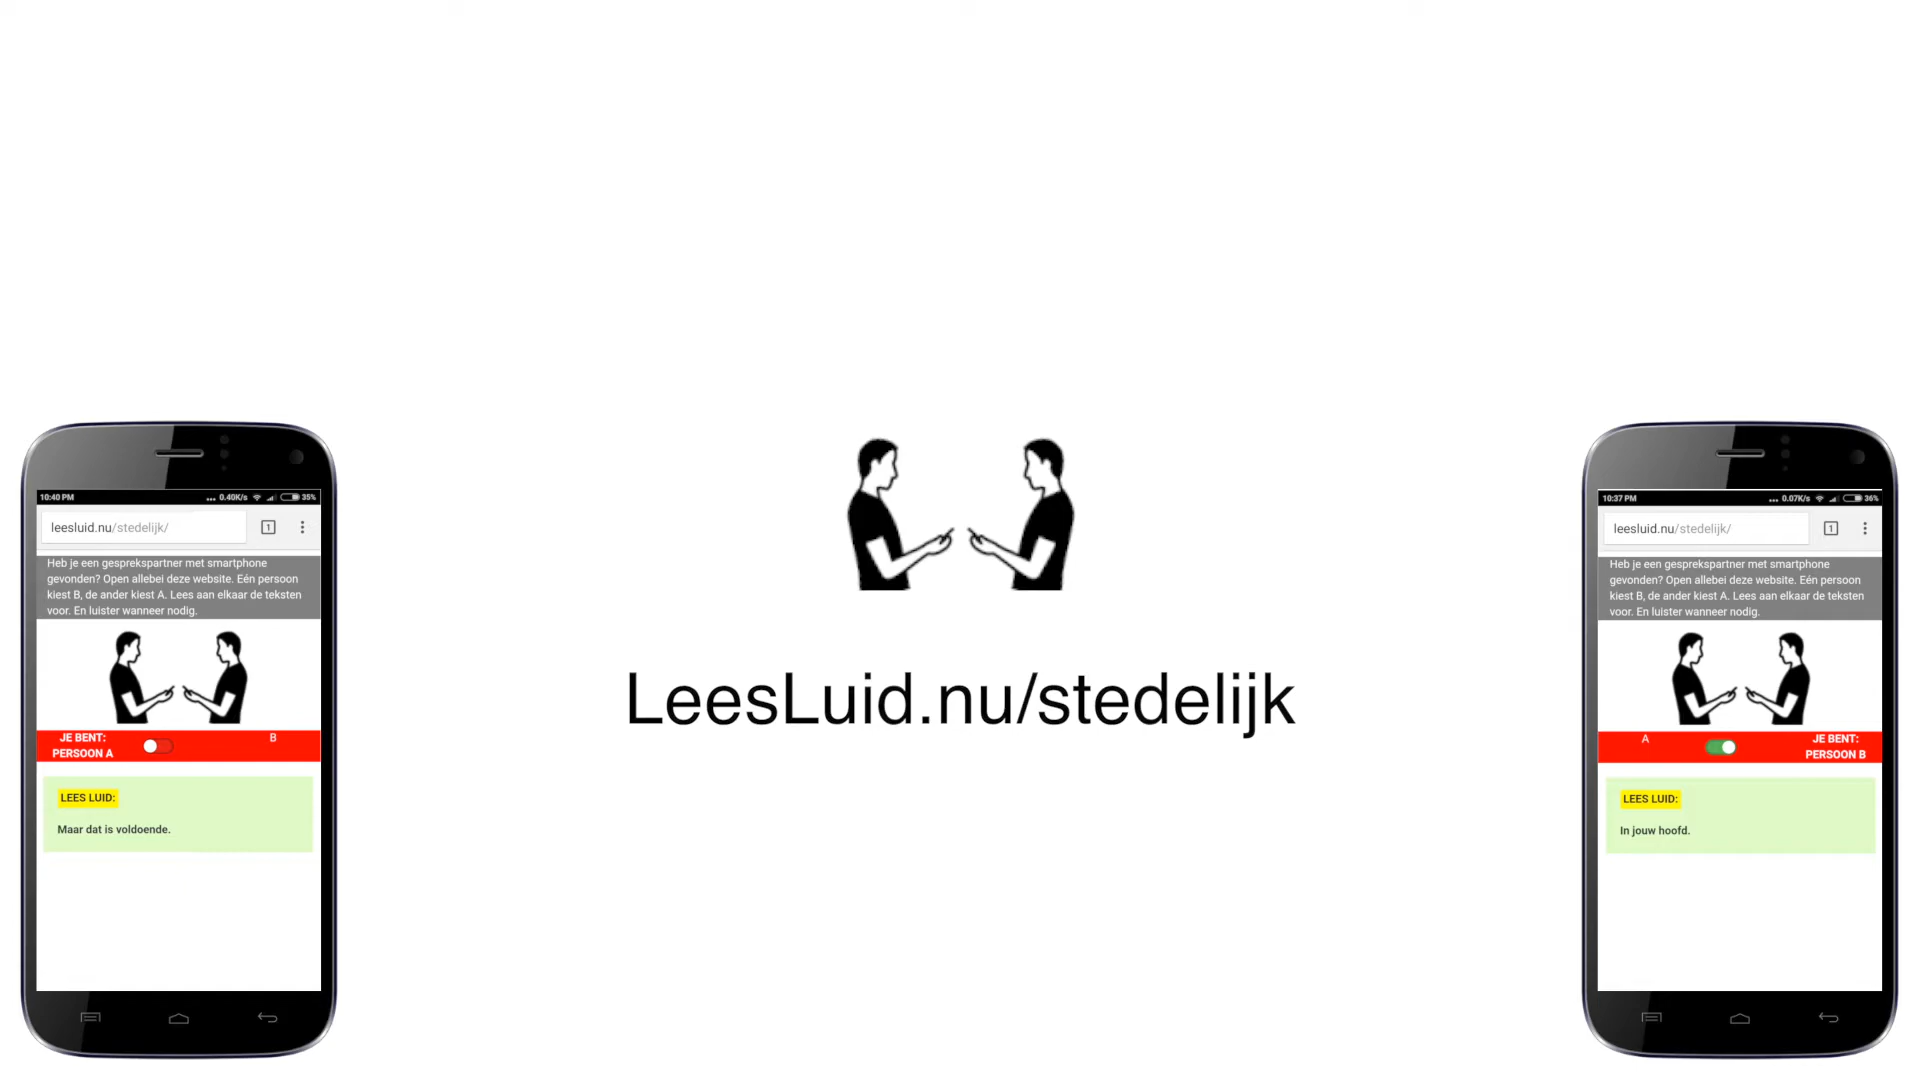 LeesLuid.nu/stedelijk
10:40 PM
... 0.40K/s 35%
leesluid.nu/stedelijk/
1
Heb je een gesprekspartner met smartphone
gevonden? Open allebei deze website. Eén persoon
kiest B, de ander kiest A. Lees aan elkaar de teksten
voor. En luister wanneer nodig.
JE BENT:
PERSOON A
B
LEES LUID:
Maar dat is voldoende.
10:37 PM
... 0.07K/s 36%
leesluid.nu/stedelijk/
1
Heb je een gesprekspartner met smartphone
gevonden? Open allebei deze website. Eén persoon
kiest B, de ander kiest A. Lees aan elkaar de teksten
voor. En luister wanneer nodig.
A
JE BENT:
PERSOON B
LEES LUID:
In jouw hoofd.